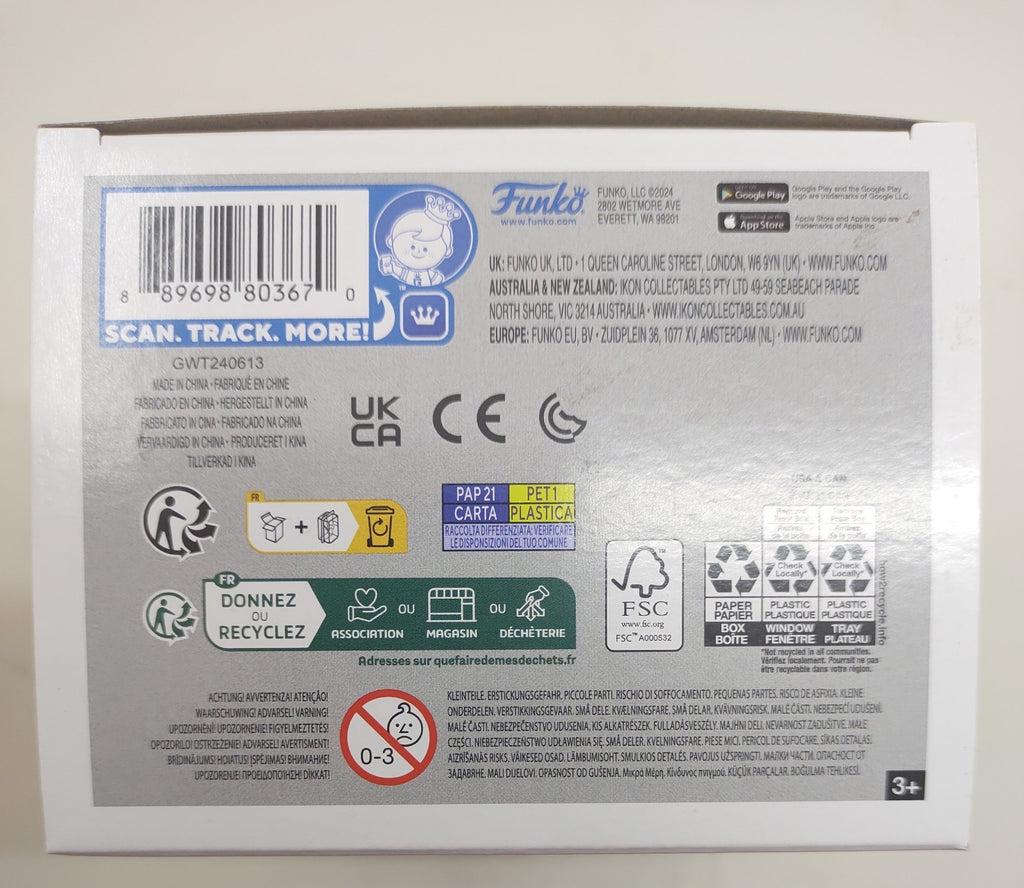 8 89698 80367 0
SCAN. TRACK. MORE!
Funko
www.funko.com
FUNKO, LLC ©2024
2802 WETMORE AVE
EVERETT, WA 98201
Google Play
Google Play and the Google Play
logo are trademarks of Google LLC.
Download on the
App Store
Apple Store and Apple logo are
trademarks of Apple Inc.
UK: FUNKO UK, LTD • 1 QUEEN CAROLINE STREET, LONDON, W6 9YN (UK) • WWW.FUNKO.COM
AUSTRALIA & NEW ZEALAND: IKON COLLECTABLES PTY LTD 49-59 SEABEACH PARADE
NORTH SHORE, VIC 3214 AUSTRALIA • WWW.IKONCOLLECTABLES.COM.AU
EUROPE: FUNKO EU, BV • ZUIDPLEIN 36, 1077 XV, AMSTERDAM (NL) • WWW.FUNKO.COM
GWT240613
MADE IN CHINA • FABRIQUÉ EN CHINE
FABRICADO EN CHINA • HERGESTELLT IN CHINA
FABBRICATO IN CINA • FABRICADO NA CHINA
VERVAARDIGD IN CHINA • PRODUCERET I KINA
TILLVERKAD I KINA
UK
CA
CE
FR
PAP 21 PET 1
CARTA PLASTICA
RACCOLTA DIFFERENZIATA: VERIFICARE
LE DISPOSIZIONI DEL TUO COMUNE
FR
DONNEZ
OU
RECYCLEZ
ASSOCIATION
OU
MAGASIN
OU
DÉCHÈTERIE
Adresses sur quefairedemesdechets.fr
FSC
www.fsc.org
FSC™ A000532
USA & CAN
Check
Locally*
Check
Locally*
PAPER
PAPIER
BOX
BOÎTE
PLASTIC
PLASTIQUE
WINDOW
FENÊTRE
PLASTIC
PLASTIQUE
TRAY
PLATEAU
how2recycle.info
*Not recycled in all communities.
Vérifiez localement. Pourrait ne pas
être recyclable dans votre région.
ACHTUNG! AVVERTENZA! ATENÇÃO!
WAARSCHUWING! ADVARSEL! VARNING!
UPOZORNĚNÍ! UPOZORNENIE! FIGYELMEZTETÉS!
OPOZORILO! OSTRZEŻENIE! ADVARSEL! AVERTISMENT!
BRĪDINĀJUMS! HOIATUS! ĮSPĖJIMAS! ВНИМАНИЕ!
UPOZORENJE! ΠΡΟΕΙΔΟΠΟΙΗΣΗ! DİKKAT!
0-3
KLEINTEILE. ERSTICKUNGSGEFAHR. PICCOLE PARTI. RISCHIO DI SOFFOCAMENTO. PEQUENAS PARTES. RISCO DE ASFIXIA. KLEINE
ONDERDELEN. VERSTIKKINGSGEVAAR. SMÅ DELE. KVÆLNINGSFARE. SMÅ DELAR. KVÄVNINGSRISK. MALÉ ČÁSTI. NEBEZPEČÍ UDUŠENÍ.
MALÉ ČASTI. NEBEZPEČENSTVO UDUSENIA. KIS ALKATRÉSZEK. FULLADÁSVESZÉLY. MAJHNI DELI. NEVARNOST ZADUŠITVE. MAŁE
CZĘŚCI. NIEBEZPIECZEŃSTWO UDŁAWIENIA SIĘ. SMÅ DELER. KVELNINGSFARE. PIESE MICI. PERICOL DE SUFOCARE. SĪKAS DETAĻAS.
AIZRĪŠANĀS RISKS. VÄIKESED OSAD. LÄMBUMISOHT. SMULKIOS DETALĖS. PAVOJUS UŽSPRINGTI. МАЛКИ ЧАСТИ. ОПАСНОСТ ОТ
ЗАДАВЯНЕ. MALI DIJELOVI. OPASNOST OD GUŠENJA. Μικρά Μέρη. Κίνδυνος πνιγμού. KÜÇÜK PARÇALAR. BOĞULMA TEHLİKESİ.
3+